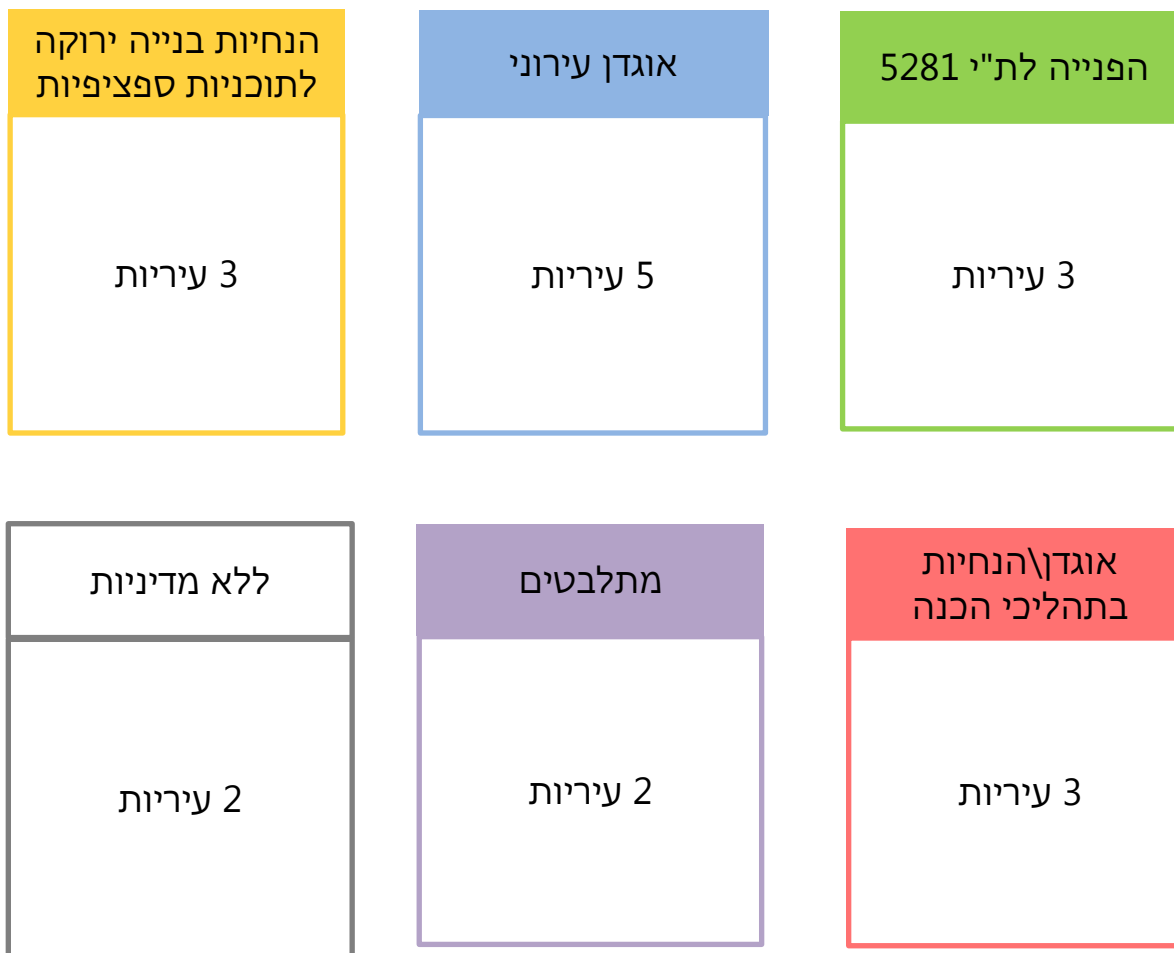 הפנייה לת"י 5281
3 עיריות
אוגדן עירוני
5 עיריות
הנחיות בנייה ירוקה
לתוכניות ספציפיות
3 עיריות
אוגדן\הנחיות
בתהליכי הכנה
3 עיריות
מתלבטים
2 עיריות
ללא מדיניות
2 עיריות